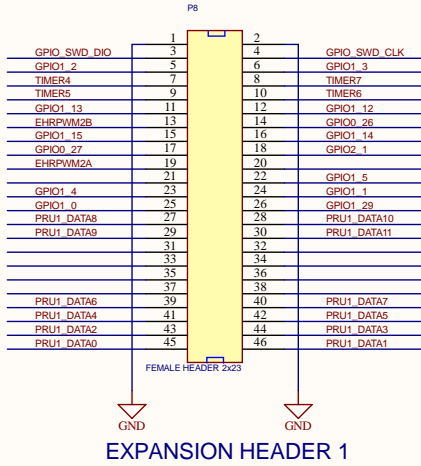 P8
1 2
GPIO_SWD_DIO 3 4 GPIO_SWD_CLK
GPIO1_2 5 6 GPIO1_3
TIMER4 7 8 TIMER7
TIMER5 9 10 TIMER6
GPIO1_13 11 12 GPIO1_12
EHRPWM2B 13 14 GPIO0_26
GPIO1_15 15 16 GPIO1_14
GPIO0_27 17 18 GPIO2_1
EHRPWM2A 19 20
21 22 GPIO1_5
GPIO1_4 23 24 GPIO1_1
GPIO1_0 25 26 GPIO1_29
PRU1_DATA8 27 28 PRU1_DATA10
PRU1_DATA9 29 30 PRU1_DATA11
31 32
33 34
35 36
37 38
PRU1_DATA6 39 40 PRU1_DATA7
PRU1_DATA4 41 42 PRU1_DATA5
PRU1_DATA2 43 44 PRU1_DATA3
PRU1_DATA0 45 46 PRU1_DATA1
FEMALE HEADER 2x23
GND GND
EXPANSION HEADER 1